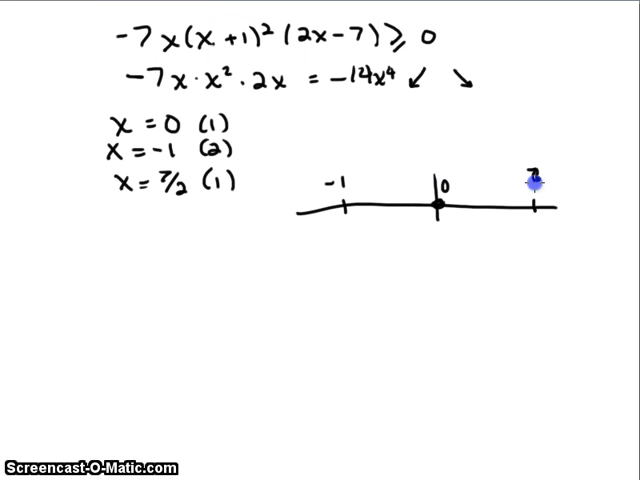 -7x(x+1)²(2x-7) ≥ 0
-7x · x² · 2x = -14x⁴ ↙ ↘
x = 0 (1)
x = -1 (2)
x = 7/2 (1)
-1 0
Screencast-O-Matic.com